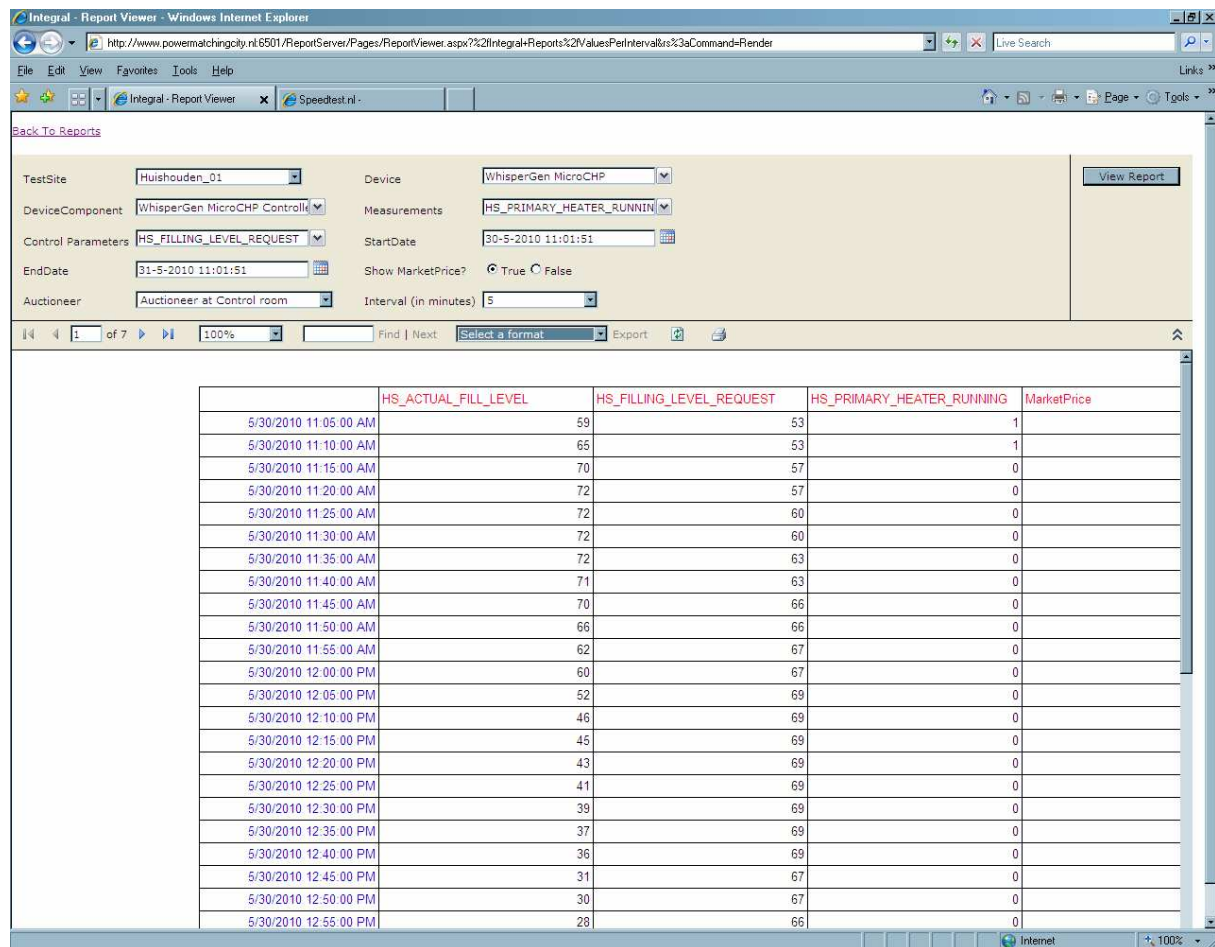 Integral - Report Viewer - Windows Internet Explorer
http://www.powermatchingcity.nl:6501/ReportServer/Pages/ReportViewer.aspx?%2fIntegral+Reports%2fValuesPerInterval&rs%3aCommand=Render
Live Search
File Edit View Favorites Tools Help
Links »
Integral - Report Viewer x Speedtest.nl -
Page Tools »
Back To Reports
TestSite Huishouden_01 Device WhisperGen MicroCHP View Report
DeviceComponent WhisperGen MicroCHP Controlle Measurements HS_PRIMARY_HEATER_RUNNIN
Control Parameters HS_FILLING_LEVEL_REQUEST StartDate 30-5-2010 11:01:51
EndDate 31-5-2010 11:01:51 Show MarketPrice? True False
Auctioneer Auctioneer at Control room Interval (in minutes) 5
1 of 7 100% Find | Next Select a format Export
HS_ACTUAL_FILL_LEVEL HS_FILLING_LEVEL_REQUEST HS_PRIMARY_HEATER_RUNNING MarketPrice
5/30/2010 11:05:00 AM 59 53 1
5/30/2010 11:10:00 AM 65 53 1
5/30/2010 11:15:00 AM 70 57 0
5/30/2010 11:20:00 AM 72 57 0
5/30/2010 11:25:00 AM 72 60 0
5/30/2010 11:30:00 AM 72 60 0
5/30/2010 11:35:00 AM 72 63 0
5/30/2010 11:40:00 AM 71 63 0
5/30/2010 11:45:00 AM 70 66 0
5/30/2010 11:50:00 AM 66 66 0
5/30/2010 11:55:00 AM 62 67 0
5/30/2010 12:00:00 PM 60 67 0
5/30/2010 12:05:00 PM 52 69 0
5/30/2010 12:10:00 PM 46 69 0
5/30/2010 12:15:00 PM 45 69 0
5/30/2010 12:20:00 PM 43 69 0
5/30/2010 12:25:00 PM 41 69 0
5/30/2010 12:30:00 PM 39 69 0
5/30/2010 12:35:00 PM 37 69 0
5/30/2010 12:40:00 PM 36 69 0
5/30/2010 12:45:00 PM 31 67 0
5/30/2010 12:50:00 PM 30 67 0
5/30/2010 12:55:00 PM 28 66 0
Internet 100%